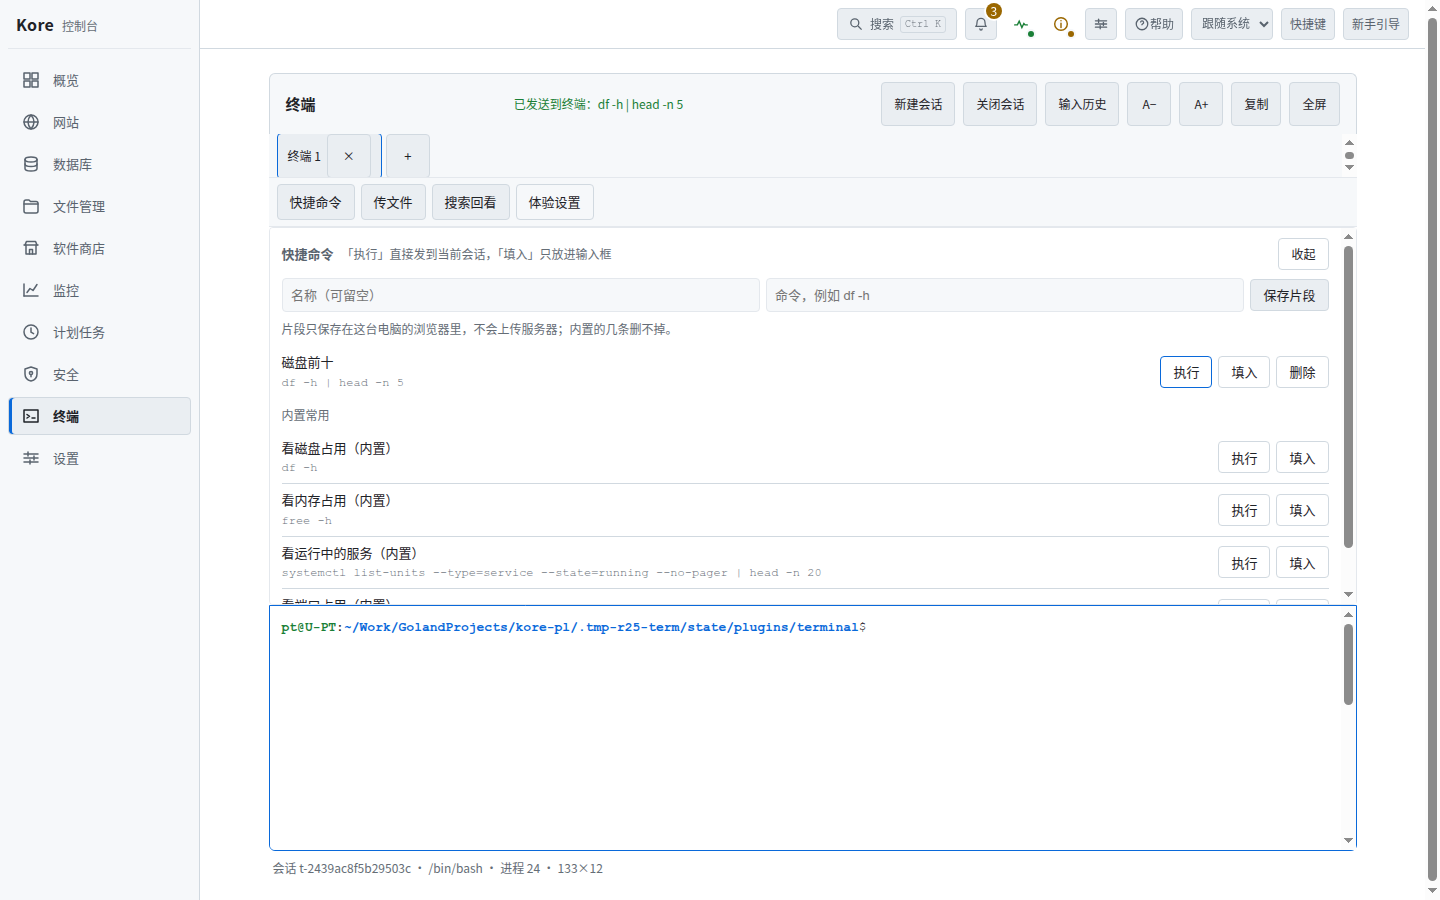 Kore 控制台
搜索 Ctrl K
3
帮助
跟随系统
快捷键
新手引导
概览
网站
数据库
文件管理
软件商店
监控
计划任务
安全
终端
设置
终端
已发送到终端：df -h | head -n 5
新建会话
关闭会话
输入历史
A−
A+
复制
全屏
终端 1
×
+
快捷命令
传文件
搜索回看
体验设置
快捷命令 「执行」直接发到当前会话，「填入」只放进输入框
收起
名称（可留空）
命令，例如 df -h
保存片段
片段只保存在这台电脑的浏览器里，不会上传服务器；内置的几条删不掉。
磁盘前十
df -h | head -n 5
执行
填入
删除
内置常用
看磁盘占用（内置）
df -h
执行
填入
看内存占用（内置）
free -h
执行
填入
看运行中的服务（内置）
systemctl list-units --type=service --state=running --no-pager | head -n 20
执行
填入
看端口占用（内置）
pt@U-PT:~/Work/GolandProjects/kore-pl/.tmp-r25-term/state/plugins/terminal$
会话 t-2439ac8f5b29503c · /bin/bash · 进程 24 · 133×12